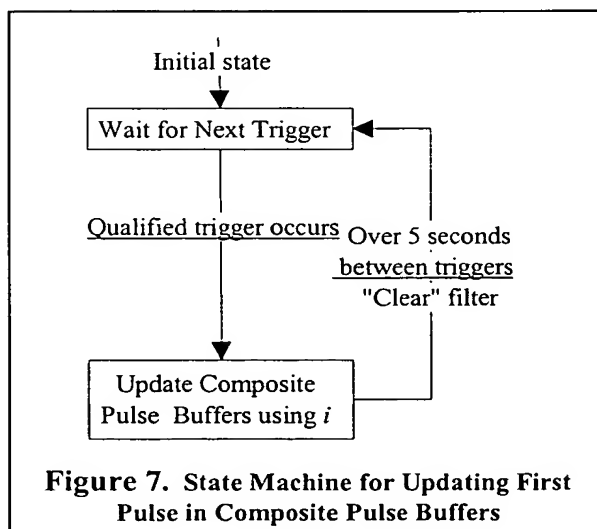 Initial state
Wait for Next Trigger
Qualified trigger occurs
Over 5 seconds
between triggers
"Clear" filter
Update Composite
Pulse Buffers using i
Figure 7. State Machine for Updating First
Pulse in Composite Pulse Buffers